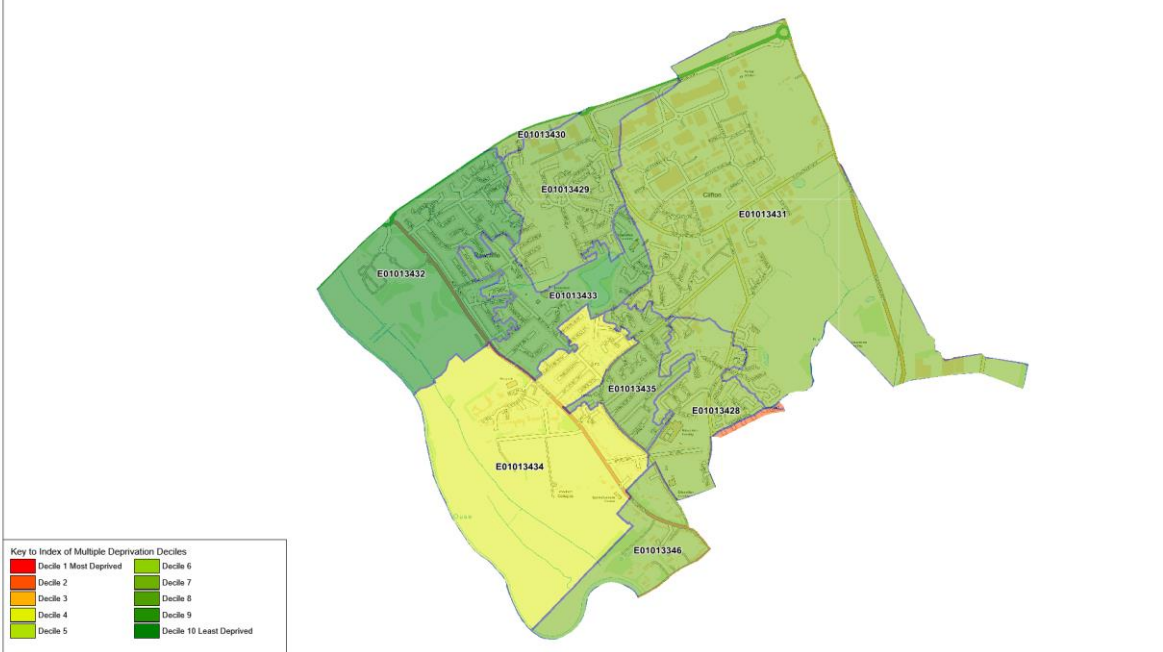 E01013430
E01013429
Clifton
E01013431
E01013432
E01013433
E01013435
E01013428
E01013434
E01013346
Key to Index of Multiple Deprivation Deciles
Decile 1 Most Deprived
Decile 2
Decile 3
Decile 4
Decile 5
Decile 6
Decile 7
Decile 8
Decile 9
Decile 10 Least Deprived